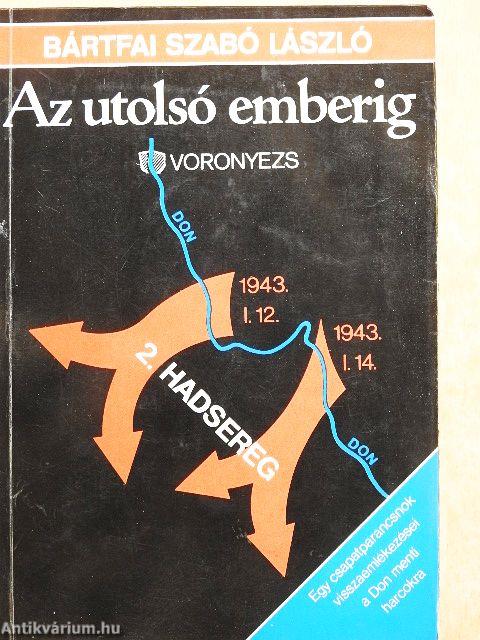 BÁRTFAI SZABÓ LÁSZLÓ
Az utolsó emberig
VORONYEZS
DON
1943.
I.12.
1943.
I.14.
2. HADSEREG
DON
Egy csapatparancsnok
visszaemlékezései
a Don menti
harcokra
Antikvárium.hu